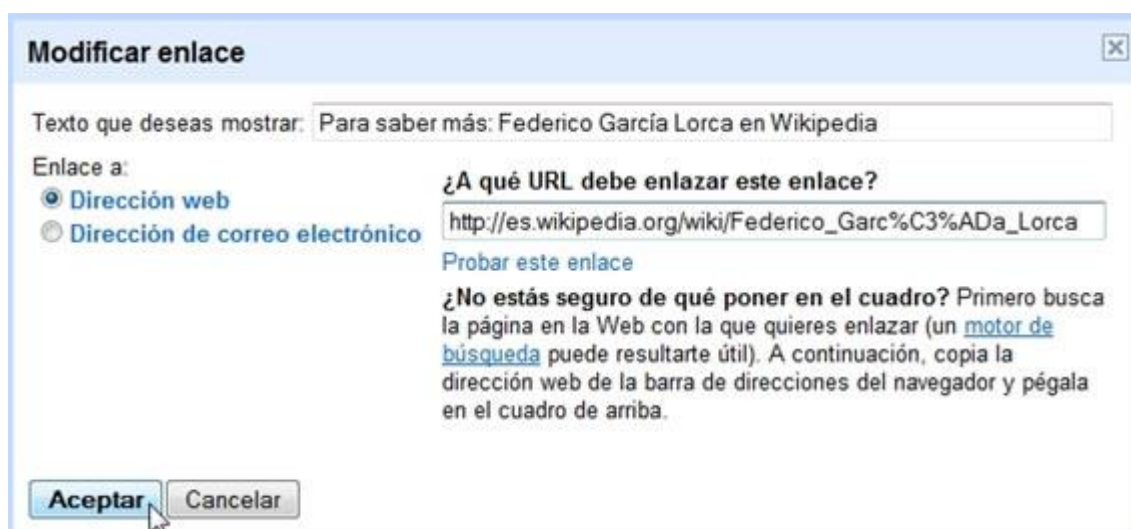 Modificar enlace
Texto que deseas mostrar: Para saber más: Federico García Lorca en Wikipedia
Enlace a:
Dirección web
Dirección de correo electrónico
¿A qué URL debe enlazar este enlace?
http://es.wikipedia.org/wiki/Federico_Garc%C3%ADa_Lorca
Probar este enlace
¿No estás seguro de qué poner en el cuadro? Primero busca
la página en la Web con la que quieres enlazar (un motor de
búsqueda puede resultarte útil). A continuación, copia la
dirección web de la barra de direcciones del navegador y pégala
en el cuadro de arriba.
Aceptar Cancelar